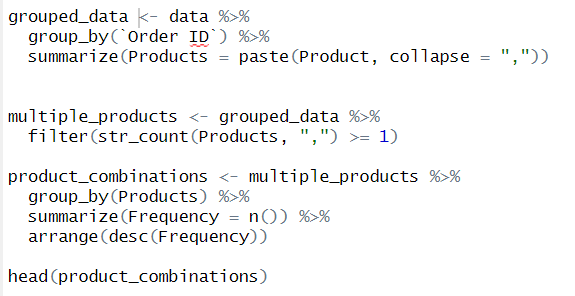 grouped_data <- data %>%
group_by(`Order ID`) %>%
summarize(Products = paste(Product, collapse = ","))
multiple_products <- grouped_data %>%
filter(str_count(Products, ",") >= 1)
product_combinations <- multiple_products %>%
group_by(Products) %>%
summarize(Frequency = n()) %>%
arrange(desc(Frequency))
head(product_combinations)